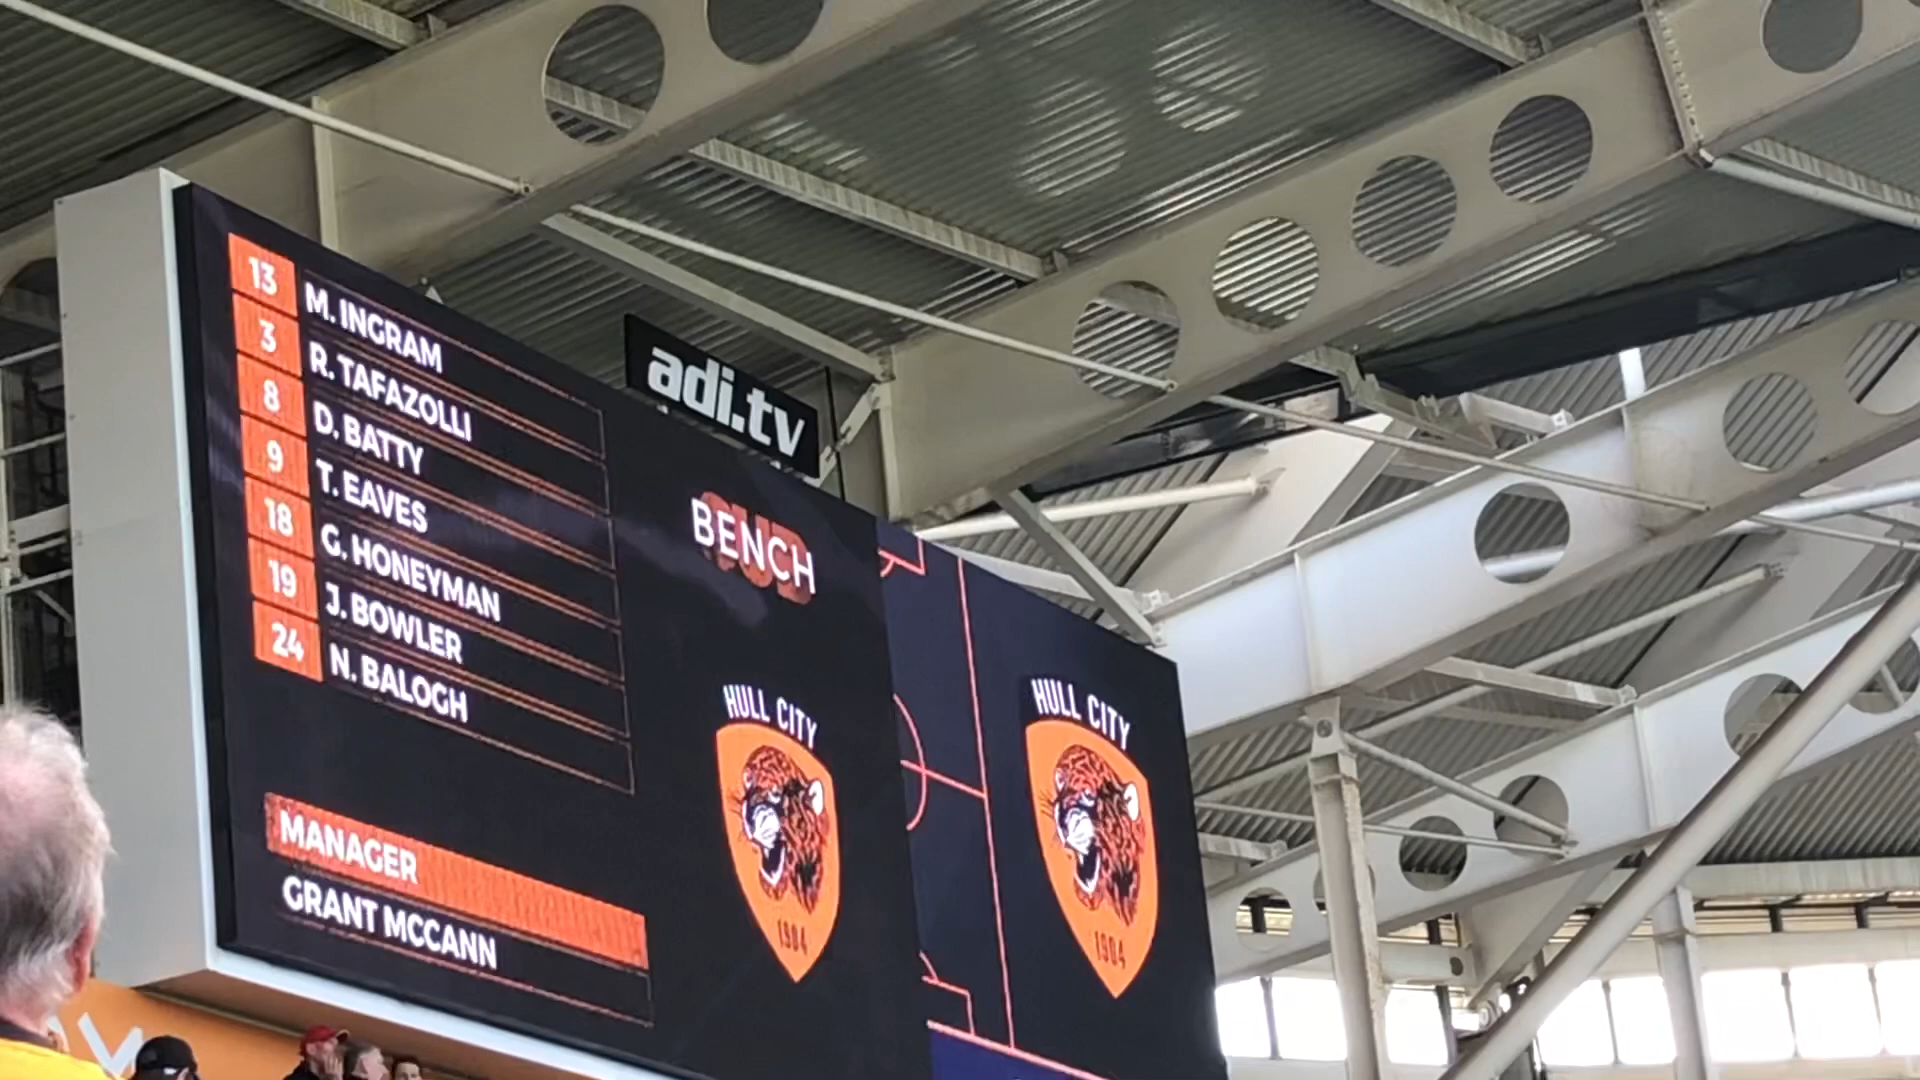 13 M. INGRAM
3 R. TAFAZOLLI
8 D. BATTY
9 T. EAVES
18 G. HONEYMAN
19 J. BOWLER
24 N. BALOGH
MANAGER
GRANT MCCANN
adi.tv
BENCH
HULL CITY
1904
HULL CITY
1904